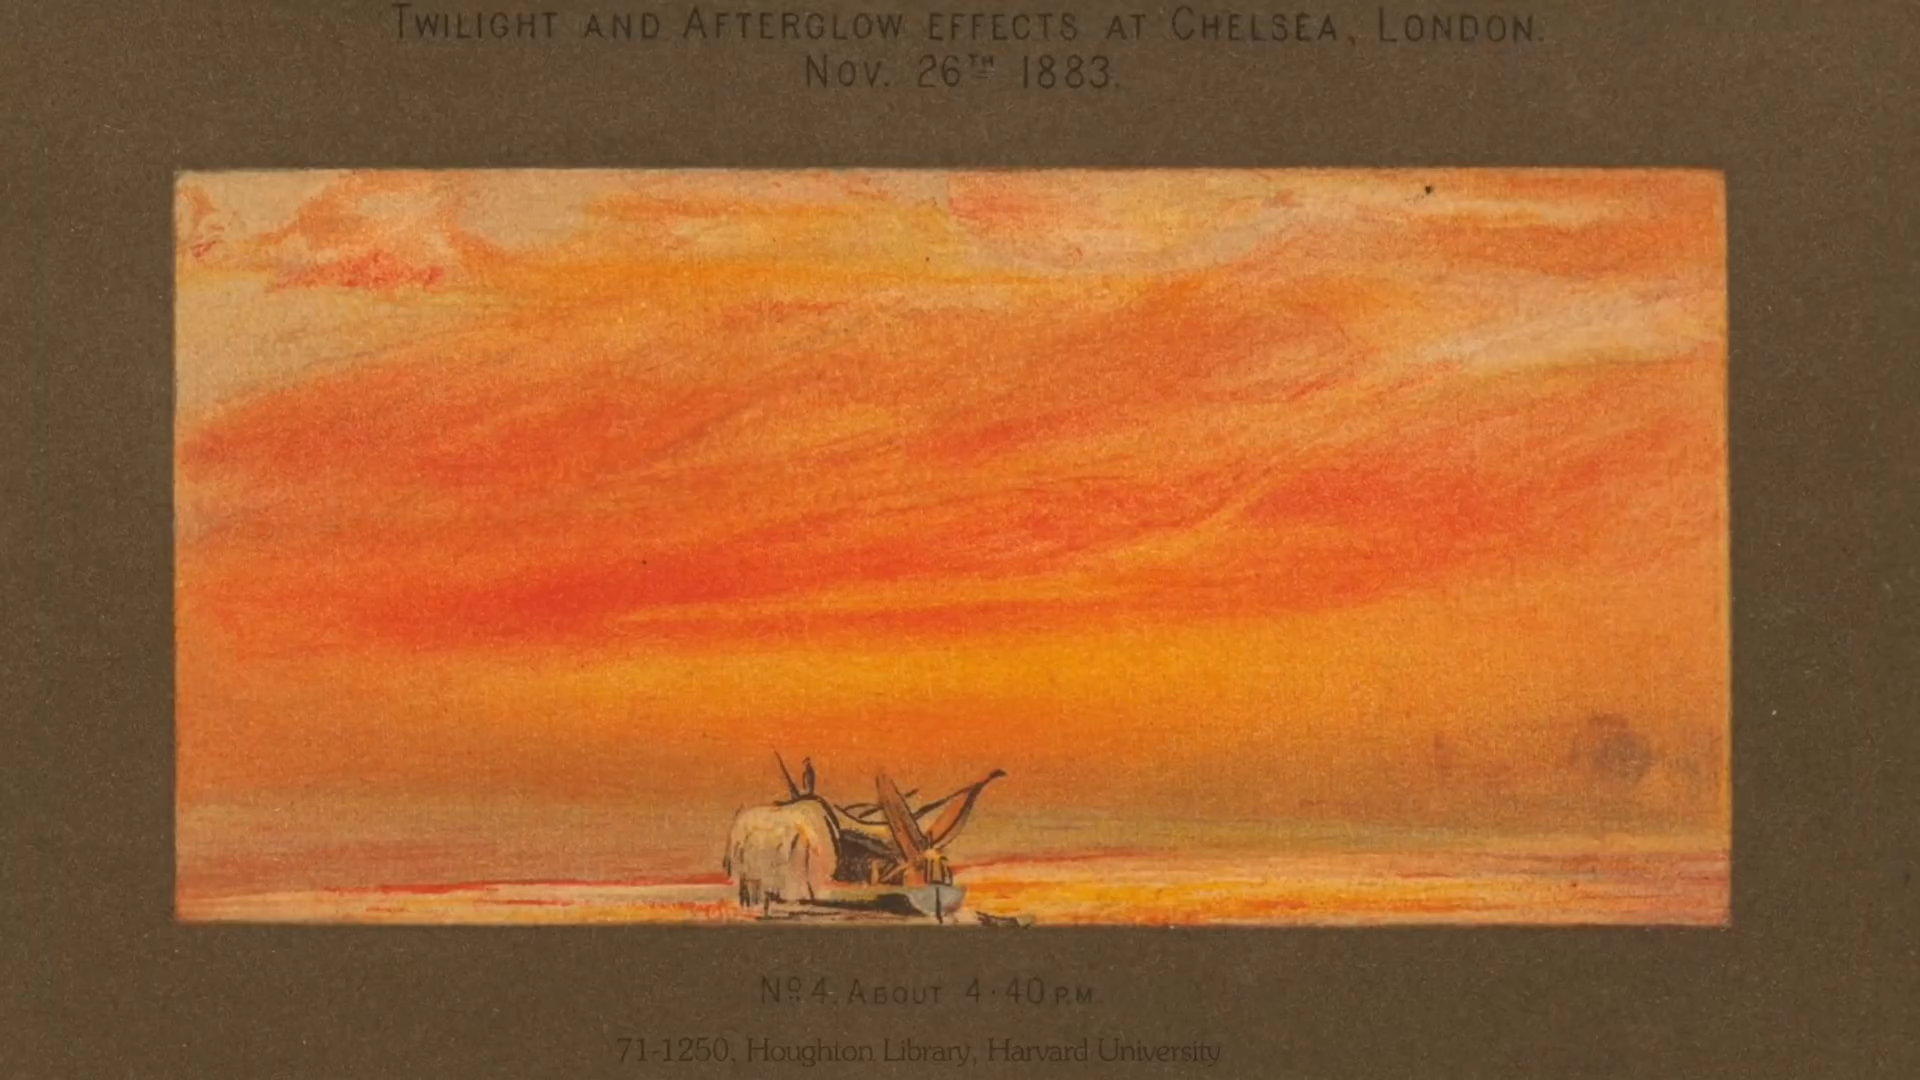 TWILIGHT AND AFTERGLOW EFFECTS AT CHELSEA, LONDON.
NOV. 26TH 1883.
Nº 4. ABOUT 4·40 P.M.
71-1250, Houghton Library, Harvard University